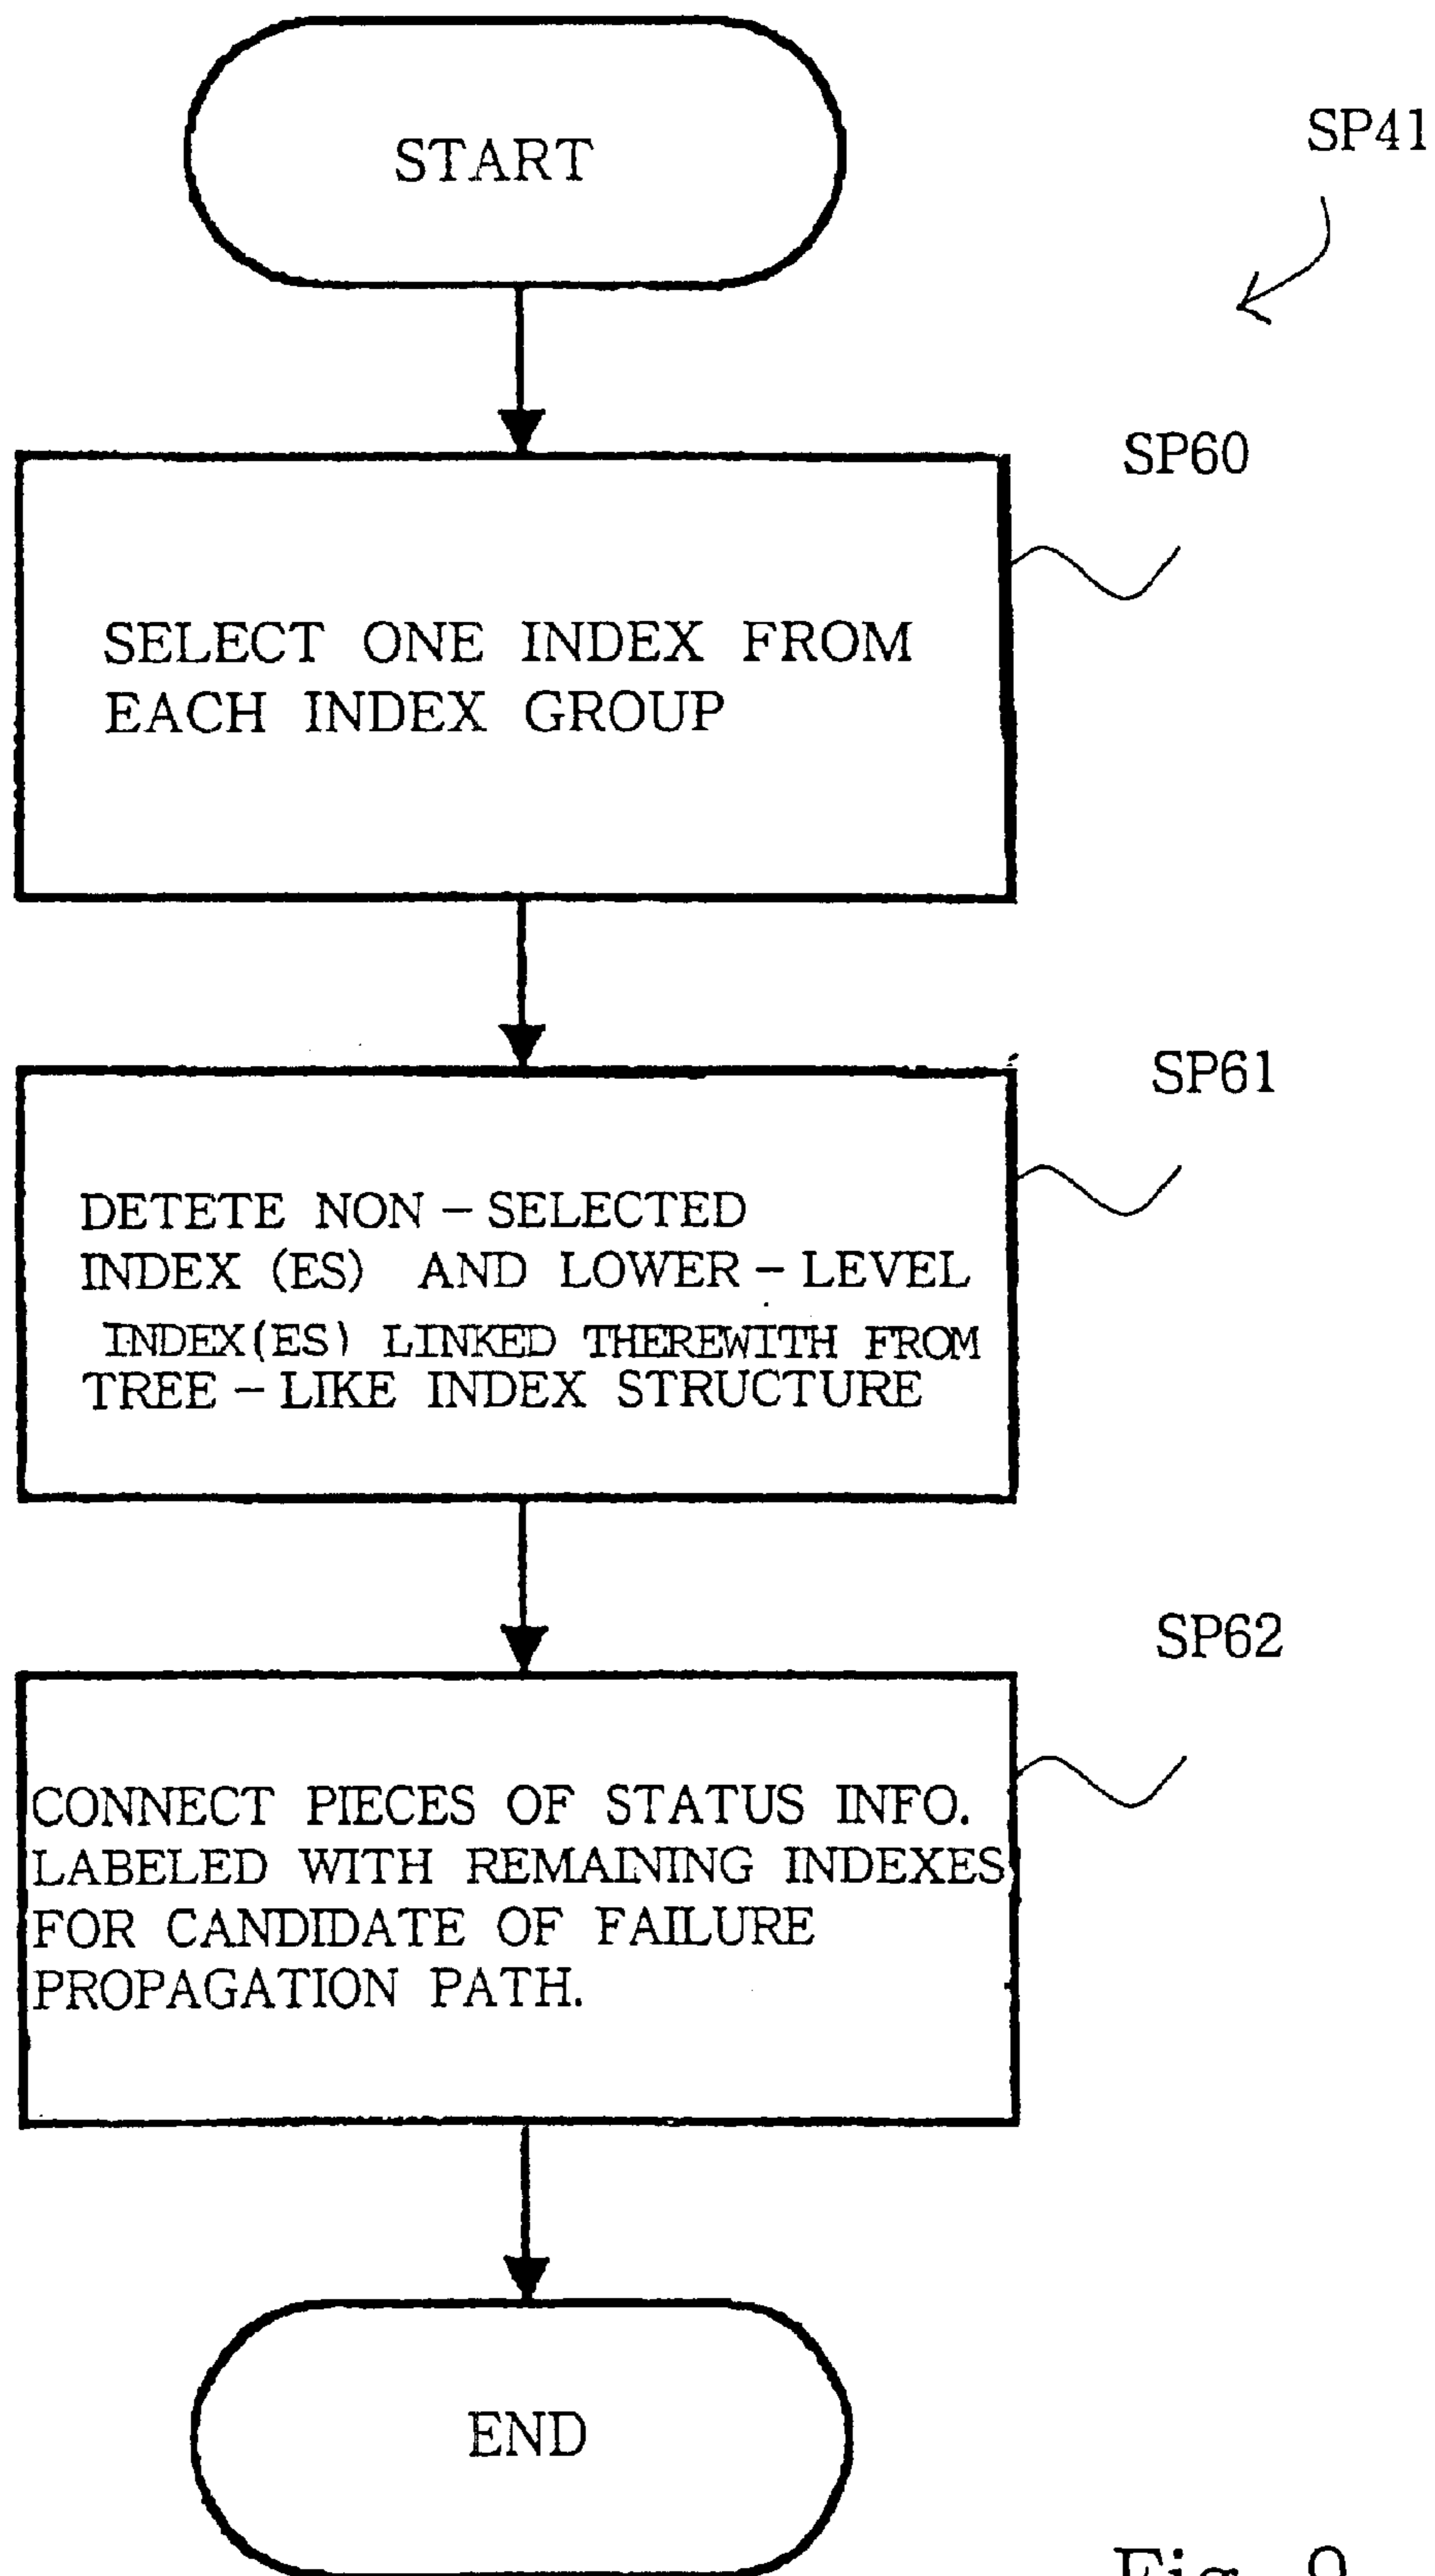 START
SP41
SP60
SELECT ONE INDEX FROM
EACH INDEX GROUP
SP61
DETETE NON - SELECTED
INDEX (ES) AND LOWER - LEVEL
INDEX(ES) LINKED THEREWITH FROM
TREE - LIKE INDEX STRUCTURE
SP62
CONNECT PIECES OF STATUS INFO.
LABELED WITH REMAINING INDEXES
FOR CANDIDATE OF FAILURE
PROPAGATION PATH.
END
Fig. 9